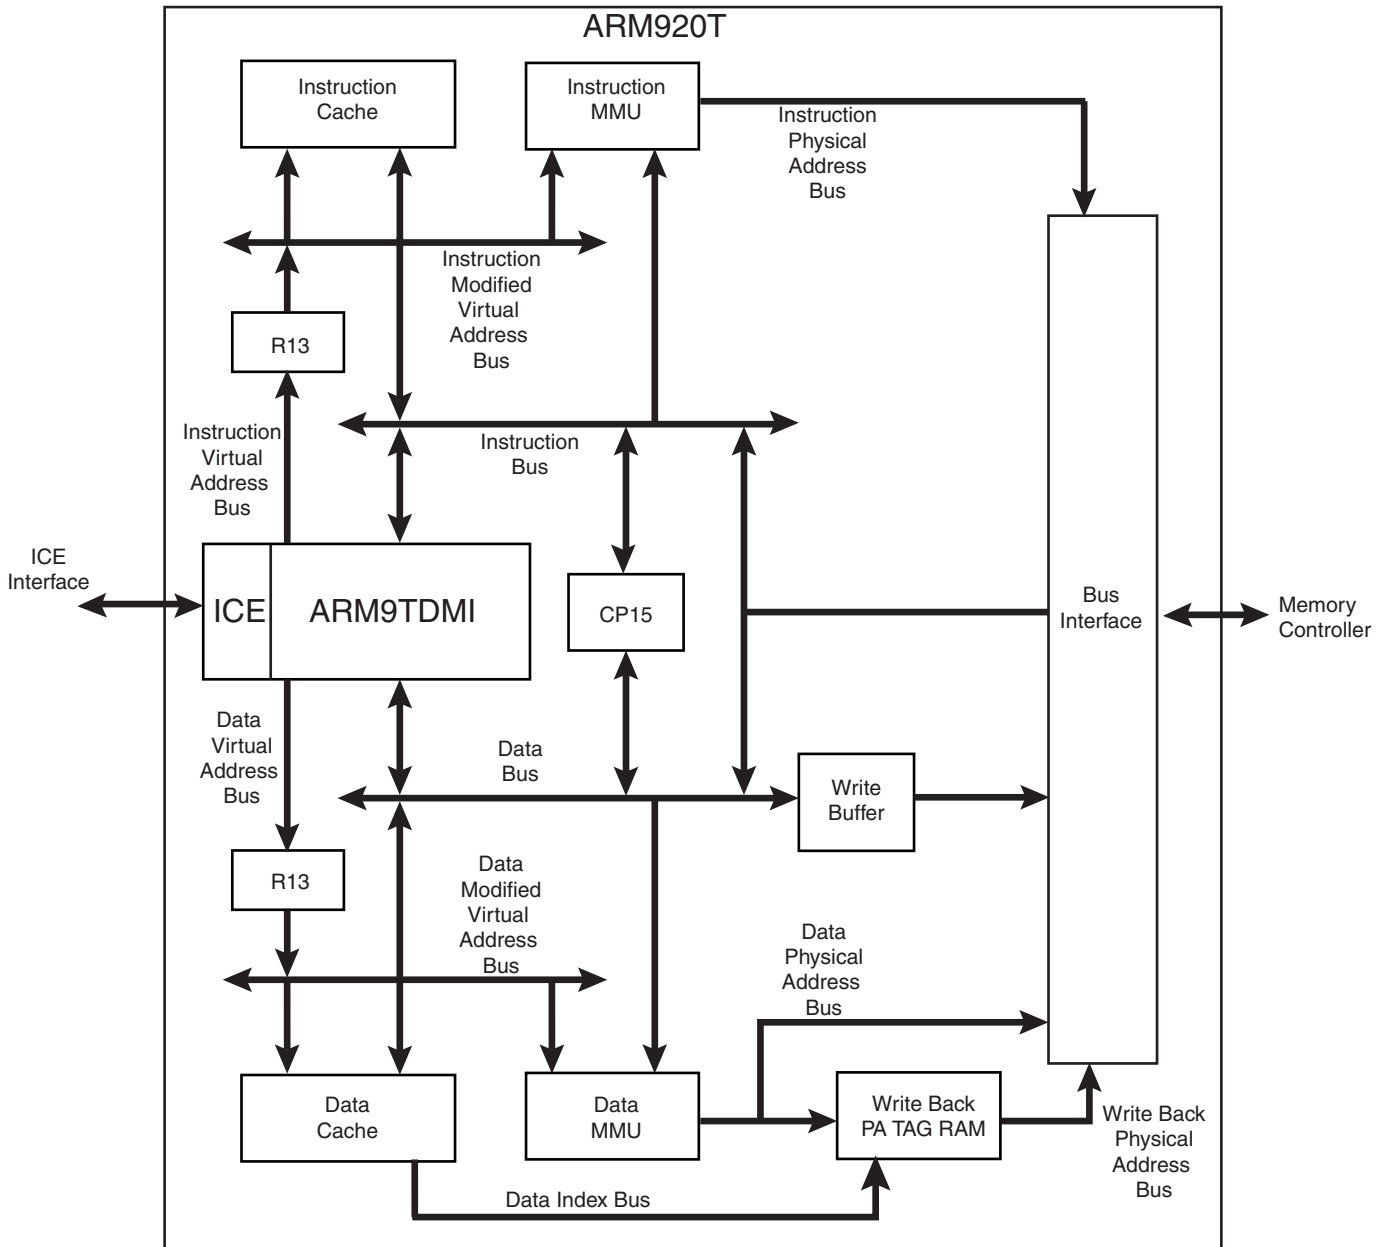 ARM920T
Instruction
Cache
Instruction
MMU
Instruction
Physical
Address
Bus
Instruction
Modified
Virtual
Address
Bus
R13
Instruction
Virtual
Address
Bus
Instruction
Bus
ICE
Interface
ICE
ARM9TDMI
CP15
Bus
Interface
Memory
Controller
Data
Virtual
Address
Bus
Data
Bus
Write
Buffer
R13
Data
Modified
Virtual
Address
Bus
Data
Physical
Address
Bus
Data
Cache
Data
MMU
Write Back
PA TAG RAM
Write Back
Physical
Address
Bus
Data Index Bus